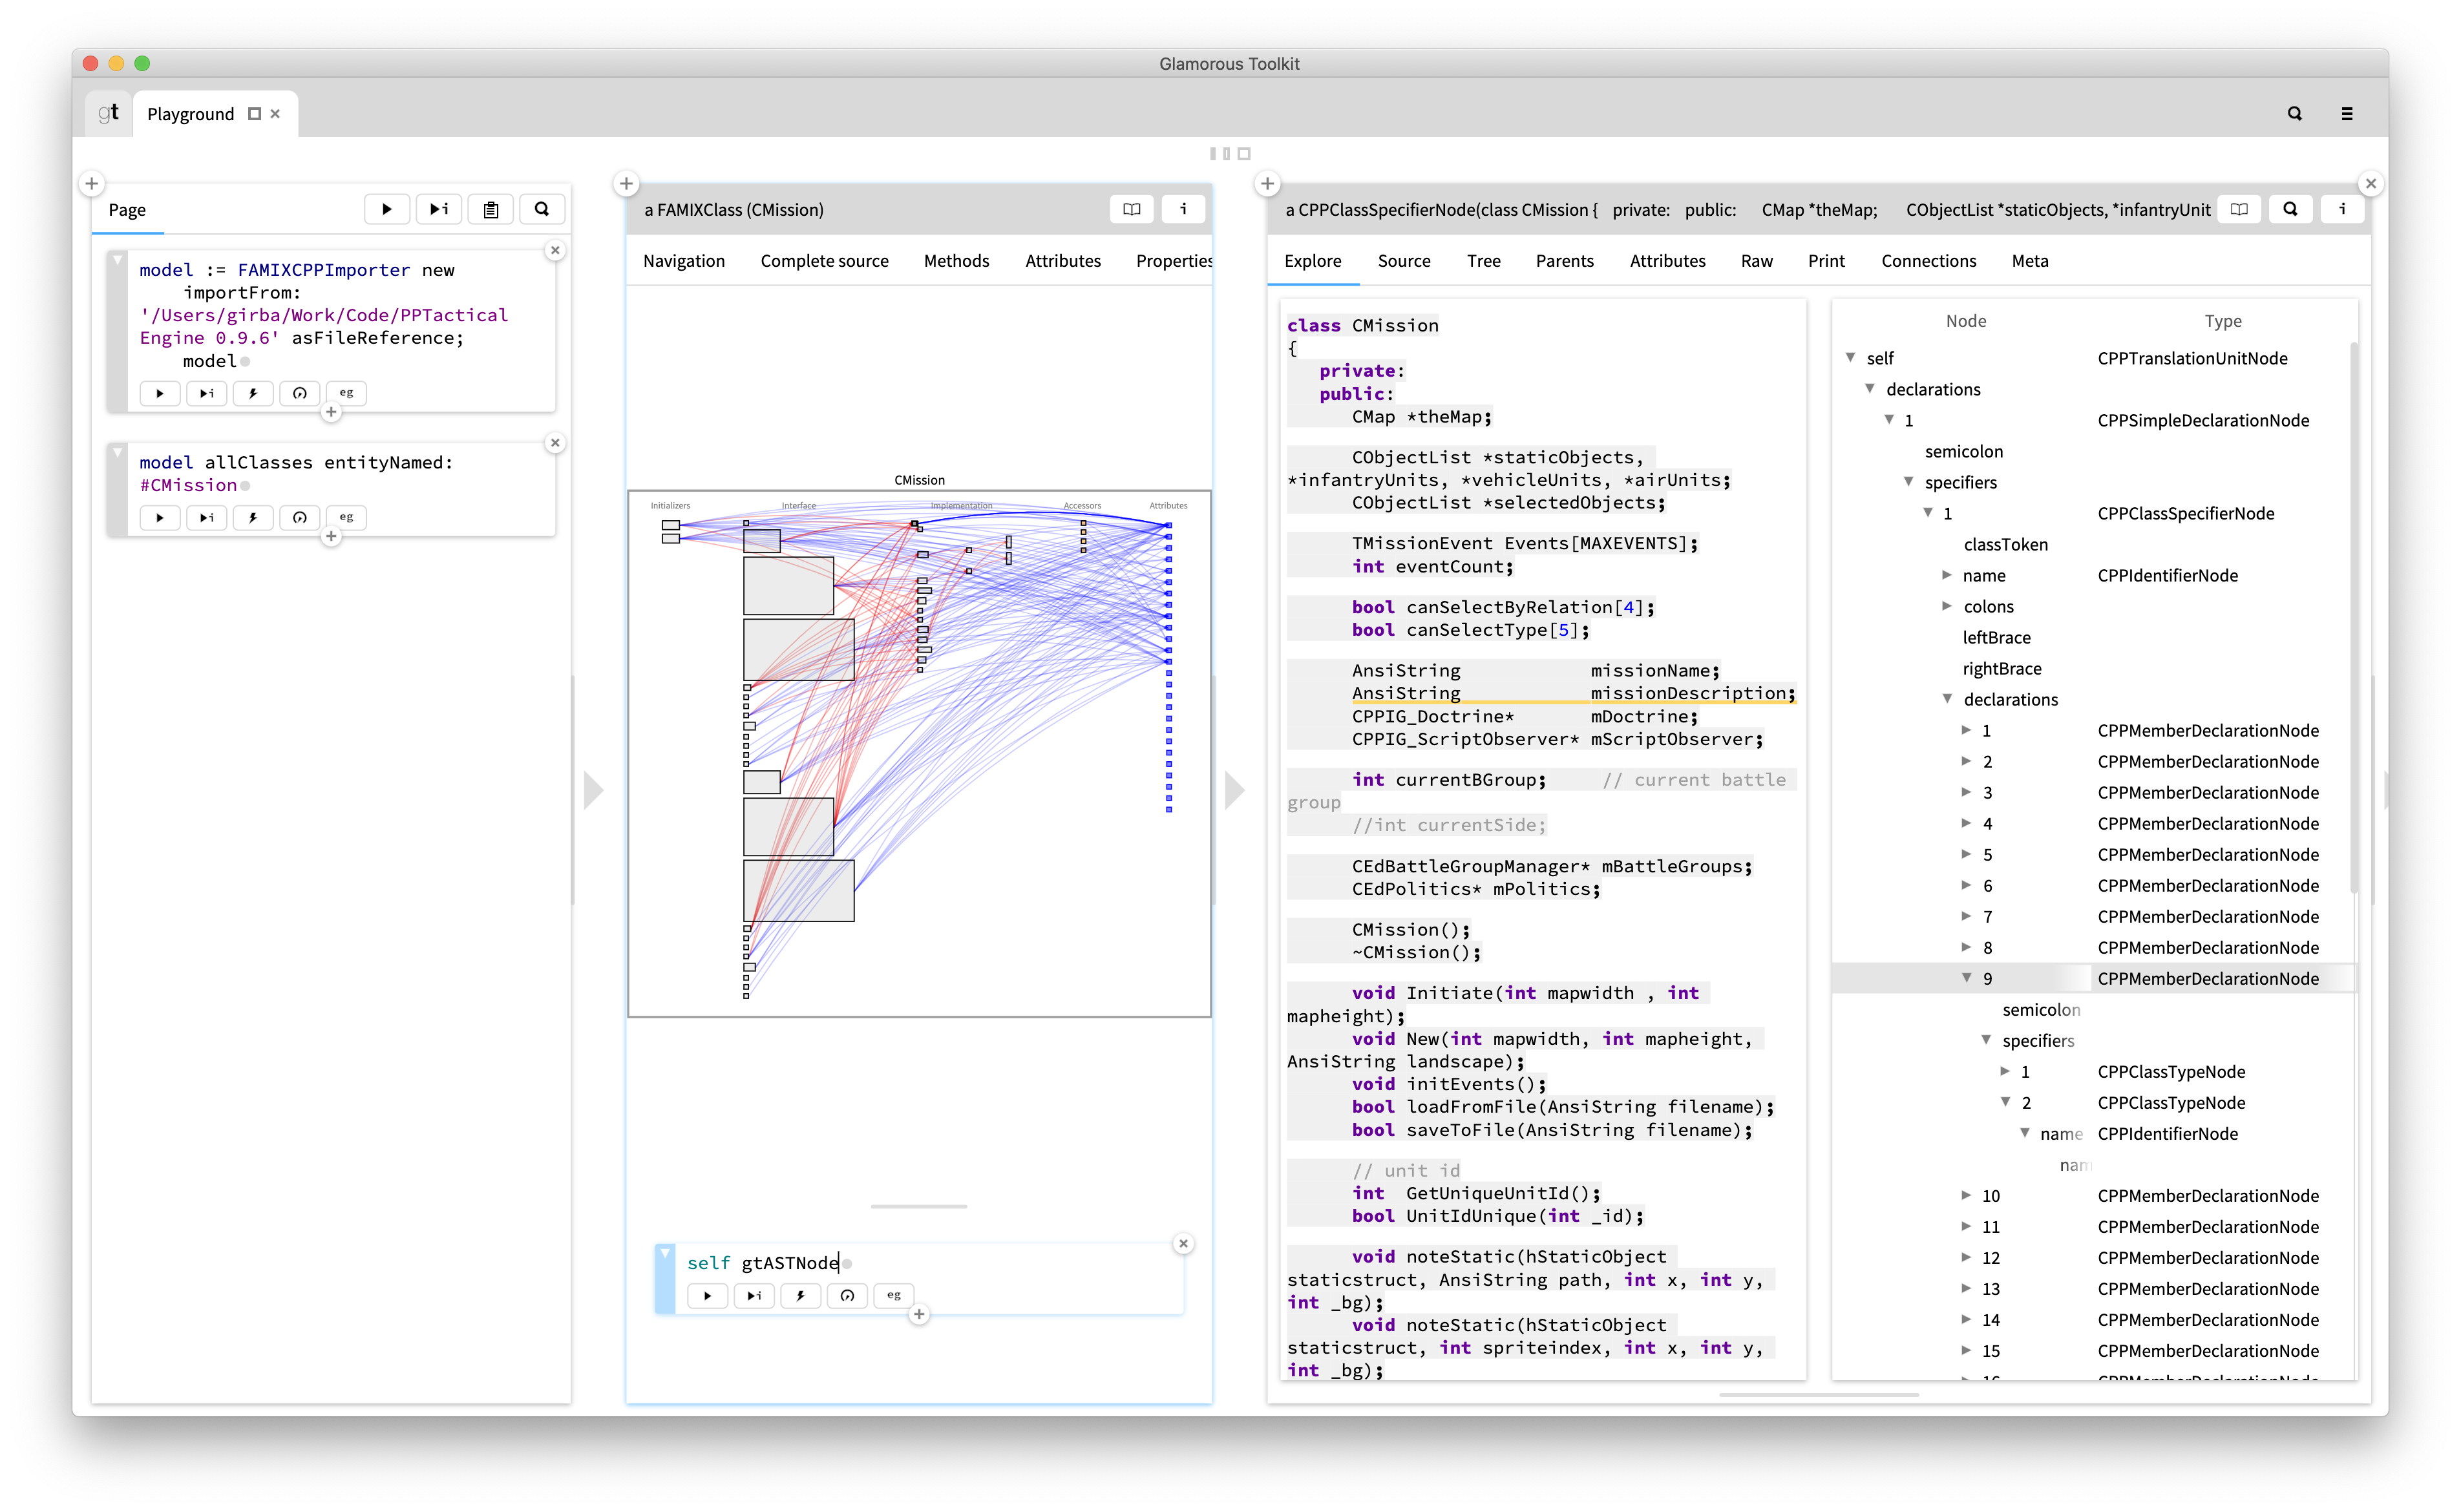 Glamorous Toolkit
gt
Playground
Page
i
model := FAMIXCPPImporter new
importFrom:
'/Users/girba/Work/Code/PPTactical
Engine 0.9.6' asFileReference;
model
i
eg
model allClasses entityNamed:
#CMission
i
eg
a FAMIXClass (CMission)
i
Navigation Complete source Methods Attributes Properties
CMission
Initializers Interface Implementation Accessors Attributes
self gtASTNode
i
eg
a CPPClassSpecifierNode(class CMission { private: public: CMap *theMap; CObjectList *staticObjects, *infantryUnit
i
Explore Source Tree Parents Attributes Raw Print Connections Meta
class CMission
{
private:
public:
CMap *theMap;
CObjectList *staticObjects,
*infantryUnits, *vehicleUnits, *airUnits;
CObjectList *selectedObjects;
TMissionEvent Events[MAXEVENTS];
int eventCount;
bool canSelectByRelation[4];
bool canSelectType[5];
AnsiString missionName;
AnsiString missionDescription;
CPPIG_Doctrine* mDoctrine;
CPPIG_ScriptObserver* mScriptObserver;
int currentBGroup; // current battle
group
//int currentSide;
CEdBattleGroupManager* mBattleGroups;
CEdPolitics* mPolitics;
CMission();
~CMission();
void Initiate(int mapwidth , int
mapheight);
void New(int mapwidth, int mapheight,
AnsiString landscape);
void initEvents();
bool loadFromFile(AnsiString filename);
bool saveToFile(AnsiString filename);
// unit id
int GetUniqueUnitId();
bool UnitIdUnique(int _id);
void noteStatic(hStaticObject
staticstruct, AnsiString path, int x, int y,
int _bg);
void noteStatic(hStaticObject
staticstruct, int spriteindex, int x, int y,
int _bg);
Node Type
self CPPTranslationUnitNode
declarations
1 CPPSimpleDeclarationNode
semicolon
specifiers
1 CPPClassSpecifierNode
classToken
name CPPIdentifierNode
colons
leftBrace
rightBrace
declarations
1 CPPMemberDeclarationNode
2 CPPMemberDeclarationNode
3 CPPMemberDeclarationNode
4 CPPMemberDeclarationNode
5 CPPMemberDeclarationNode
6 CPPMemberDeclarationNode
7 CPPMemberDeclarationNode
8 CPPMemberDeclarationNode
9 CPPMemberDeclarationNode
semicolon
specifiers
1 CPPClassTypeNode
2 CPPClassTypeNode
name CPPIdentifierNode
nam
10 CPPMemberDeclarationNode
11 CPPMemberDeclarationNode
12 CPPMemberDeclarationNode
13 CPPMemberDeclarationNode
14 CPPMemberDeclarationNode
15 CPPMemberDeclarationNode